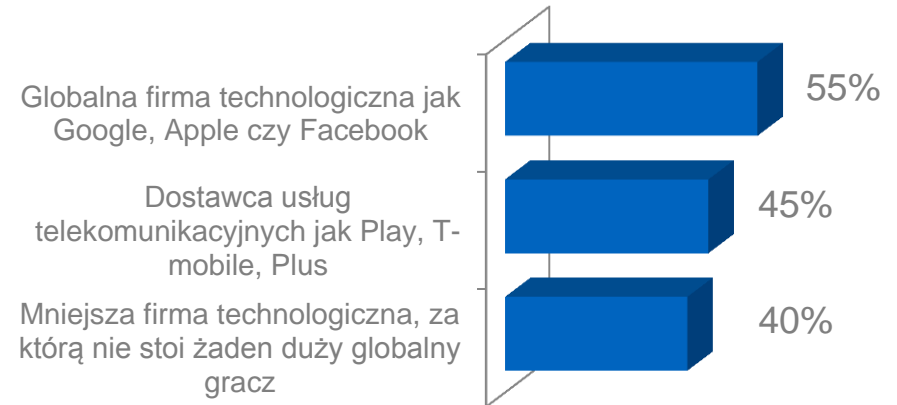 Globalna firma technologiczna jak
Google, Apple czy Facebook
55%
Dostawca usług
telekomunikacyjnych jak Play, T-
mobile, Plus
45%
Mniejsza firma technologiczna, za
którą nie stoi żaden duży globalny
gracz
40%